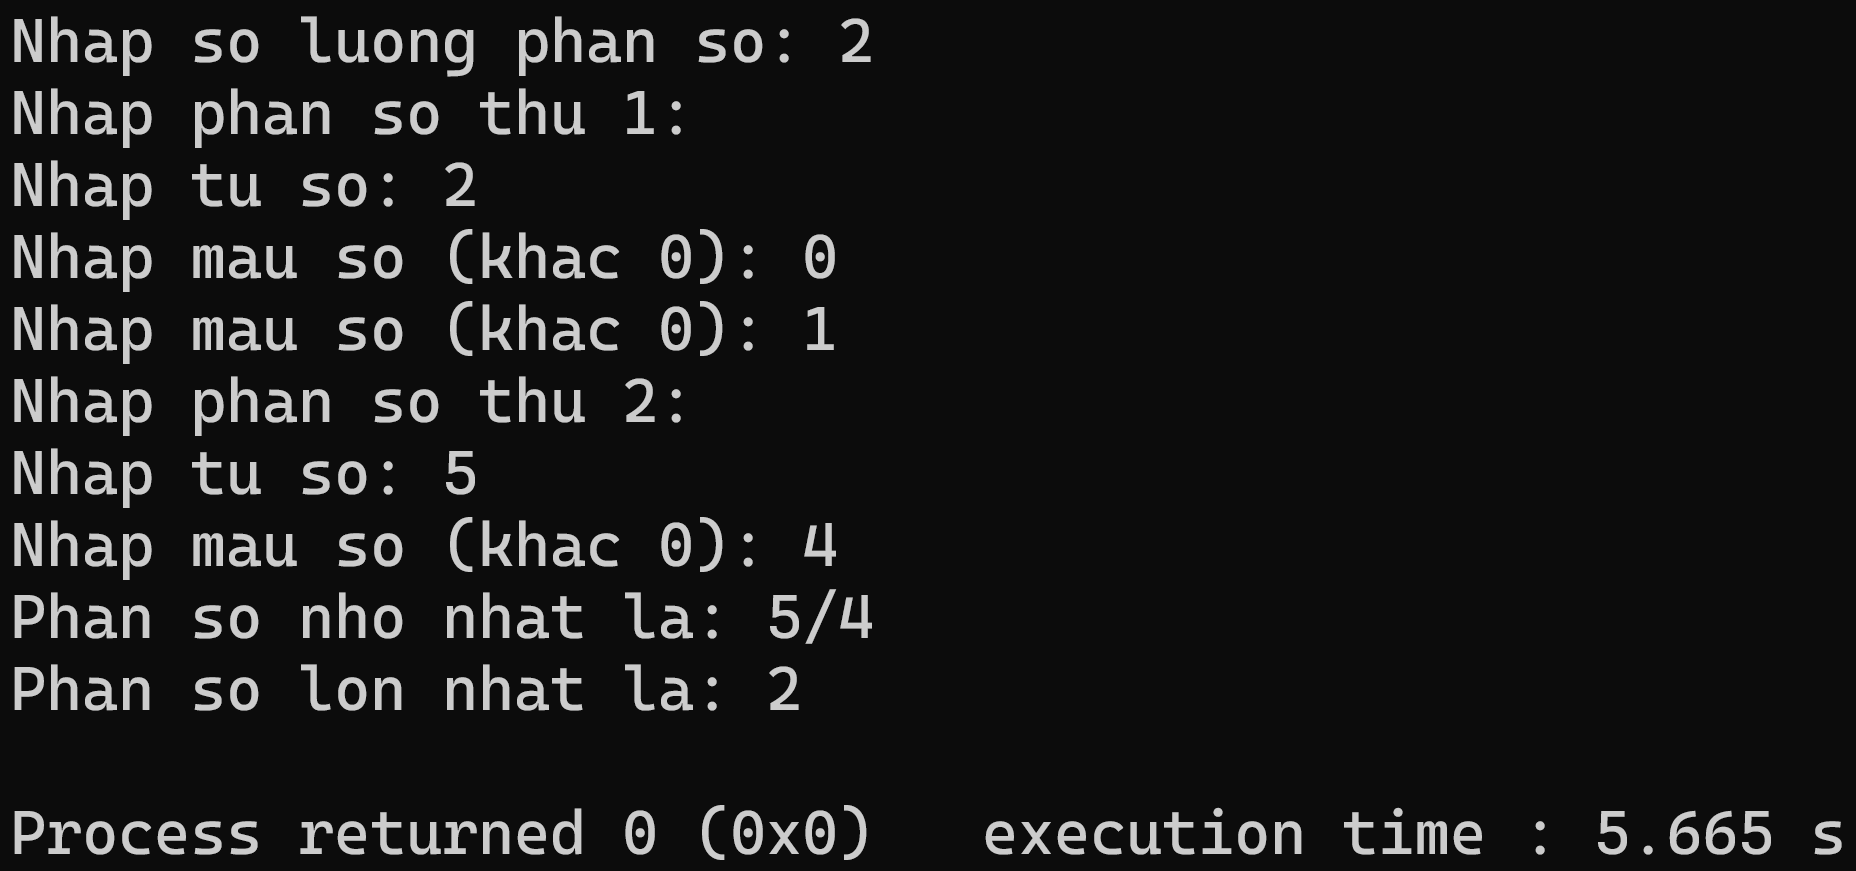 Nhap so luong phan so: 2
Nhap phan so thu 1:
Nhap tu so: 2
Nhap mau so (khac 0): 0
Nhap mau so (khac 0): 1
Nhap phan so thu 2:
Nhap tu so: 5
Nhap mau so (khac 0): 4
Phan so nho nhat la: 5/4
Phan so lon nhat la: 2
Process returned 0 (0x0)   execution time : 5.665 s